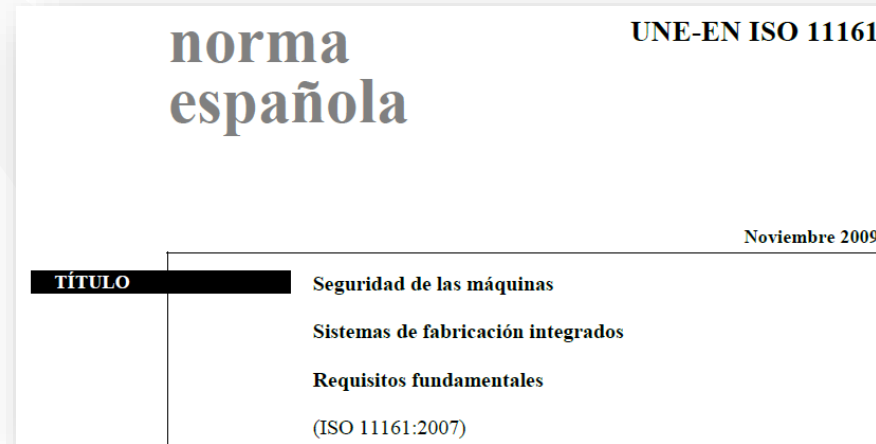 norma
española
UNE-EN ISO 11161
Noviembre 2009
TÍTULO
Seguridad de las máquinas
Sistemas de fabricación integrados
Requisitos fundamentales
(ISO 11161:2007)